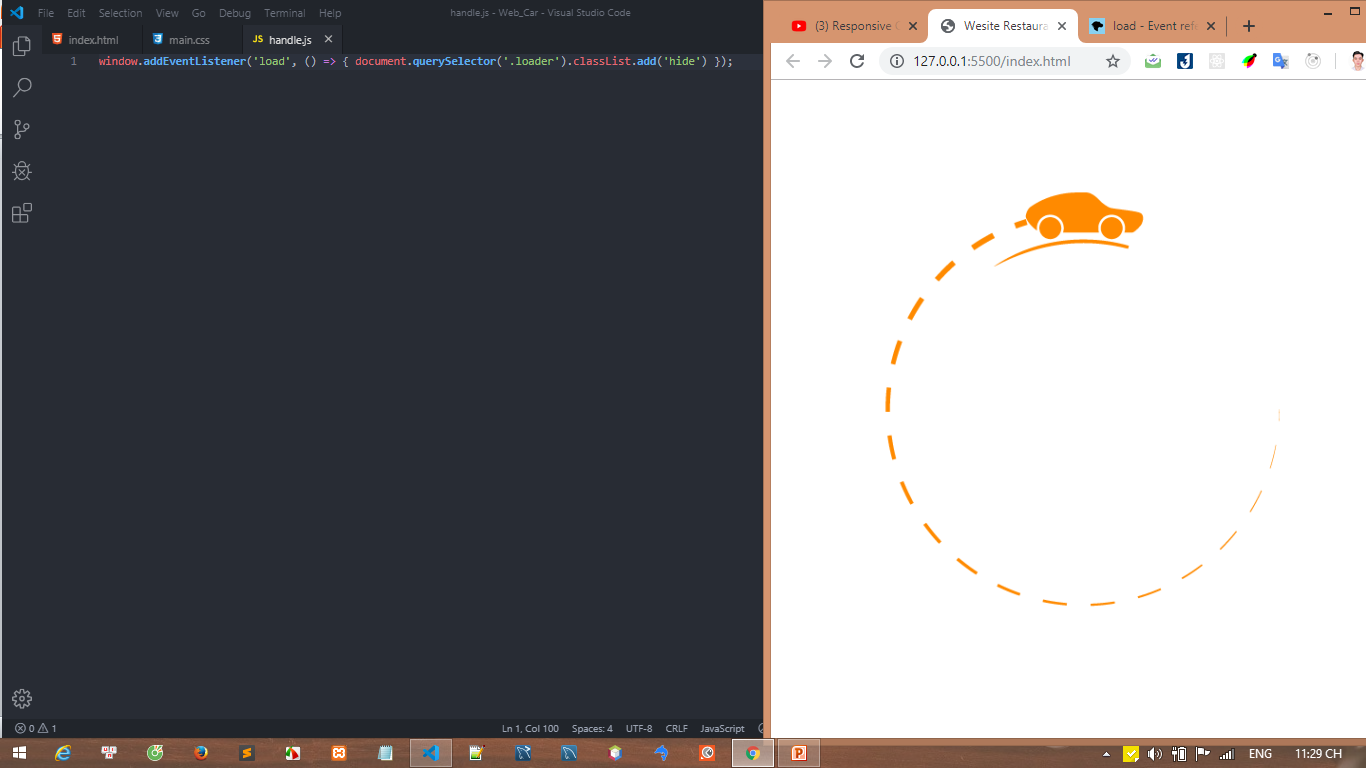 File Edit Selection View Go Debug Terminal Help
handle.js - Web_Car - Visual Studio Code
index.html
main.css
JS handle.js
1 window.addEventListener('load', () => { document.querySelector('.loader').classList.add('hide') });
0 1
Ln 1, Col 100 Spaces: 4 UTF-8 CRLF JavaScript
(3) Responsive
Wesite Restaura
load - Event refe
127.0.0.1:5500/index.html
ENG
11:29 CH